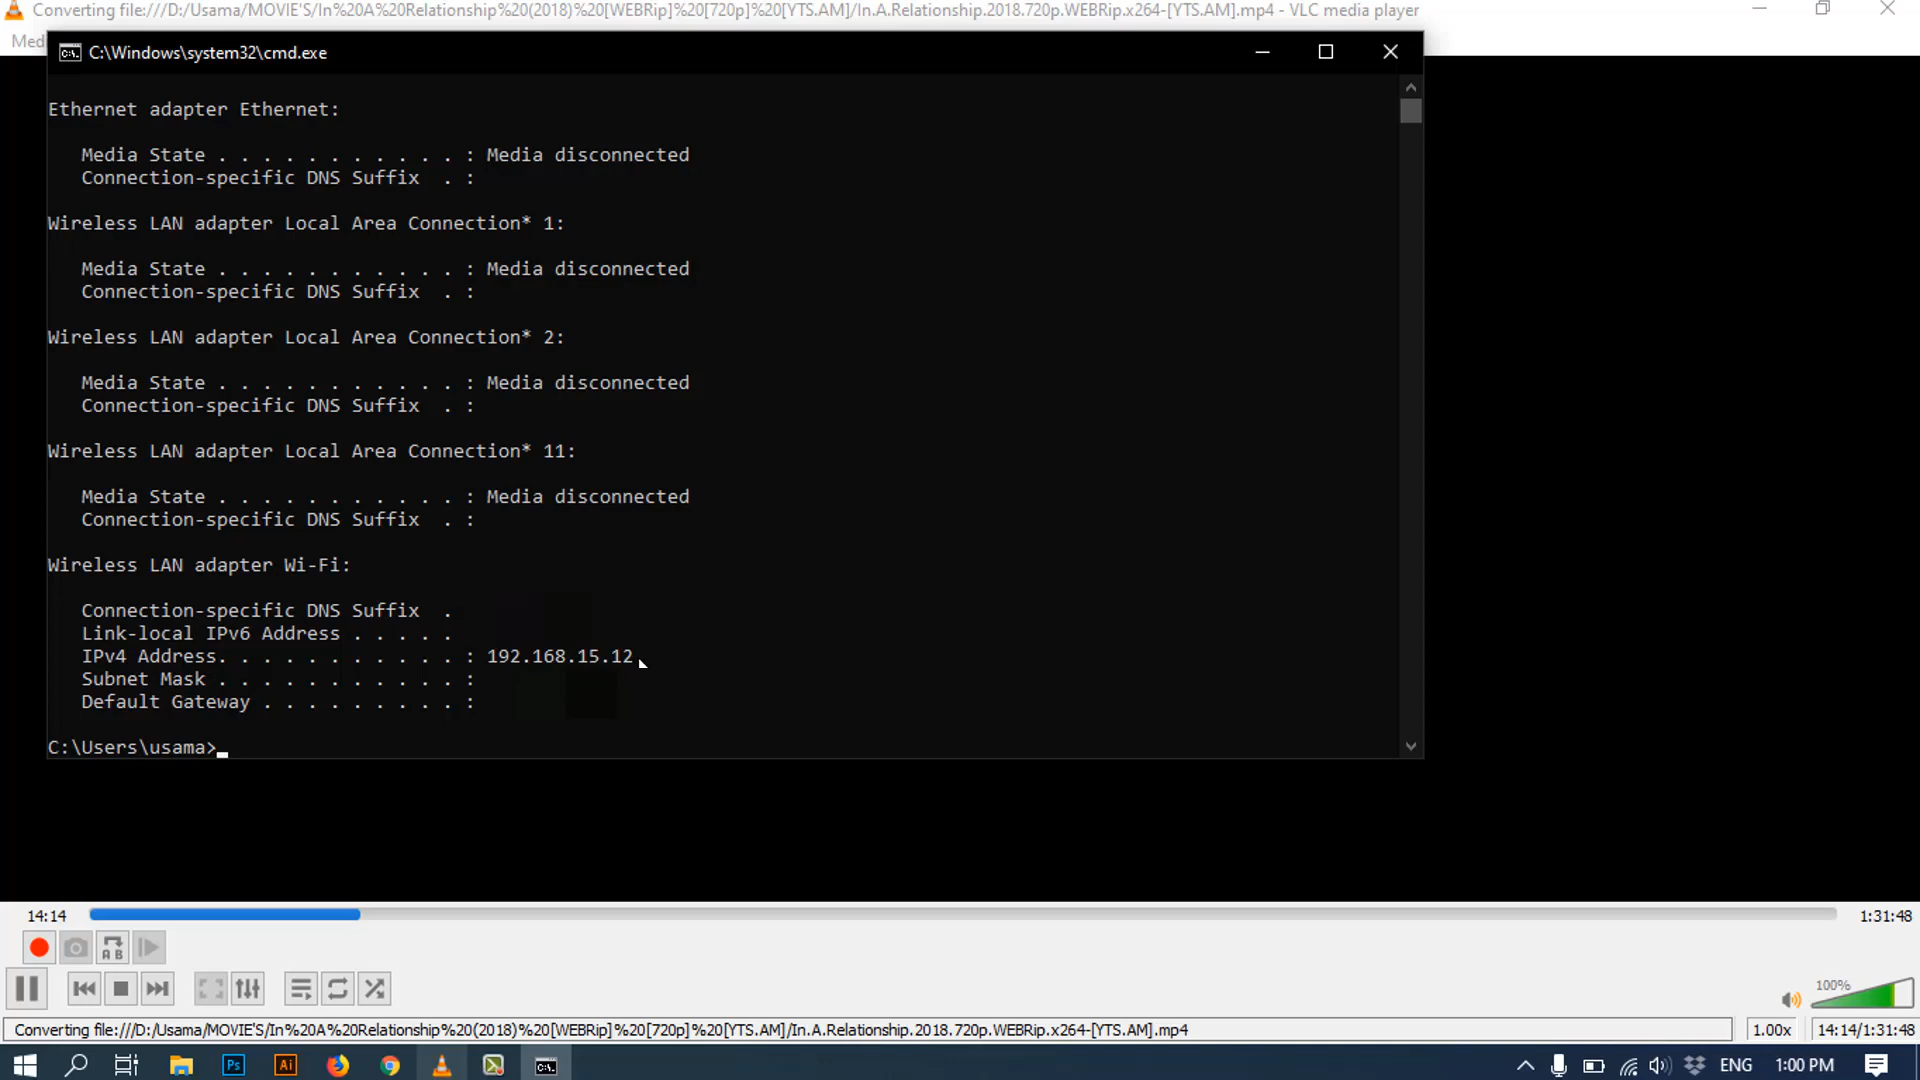 Converting file:///D:/Usama/MOVIE'S/In%20A%20Relationship%20(2018)%20[WEBRip]%20[720p]%20[YTS.AM]/In.A.Relationship.2018.720p.WEBRip.x264-[YTS.AM].mp4 - VLC media player
Med
C:\Windows\system32\cmd.exe
Ethernet adapter Ethernet:
Media State . . . . . . . . . . . : Media disconnected
Connection-specific DNS Suffix  . :
Wireless LAN adapter Local Area Connection* 1:
Media State . . . . . . . . . . . : Media disconnected
Connection-specific DNS Suffix  . :
Wireless LAN adapter Local Area Connection* 2:
Media State . . . . . . . . . . . : Media disconnected
Connection-specific DNS Suffix  . :
Wireless LAN adapter Local Area Connection* 11:
Media State . . . . . . . . . . . : Media disconnected
Connection-specific DNS Suffix  . :
Wireless LAN adapter Wi-Fi:
Connection-specific DNS Suffix  .
Link-local IPv6 Address . . . . .
IPv4 Address. . . . . . . . . . . : 192.168.15.12
Subnet Mask . . . . . . . . . . . :
Default Gateway . . . . . . . . . :
C:\Users\usama>
14:14
1:31:48
A B
100%
Converting file:///D:/Usama/MOVIE'S/In%20A%20Relationship%20(2018)%20[WEBRip]%20[720p]%20[YTS.AM]/In.A.Relationship.2018.720p.WEBRip.x264-[YTS.AM].mp4
1.00x
14:14/1:31:48
Ps
Ai
ENG
1:00 PM